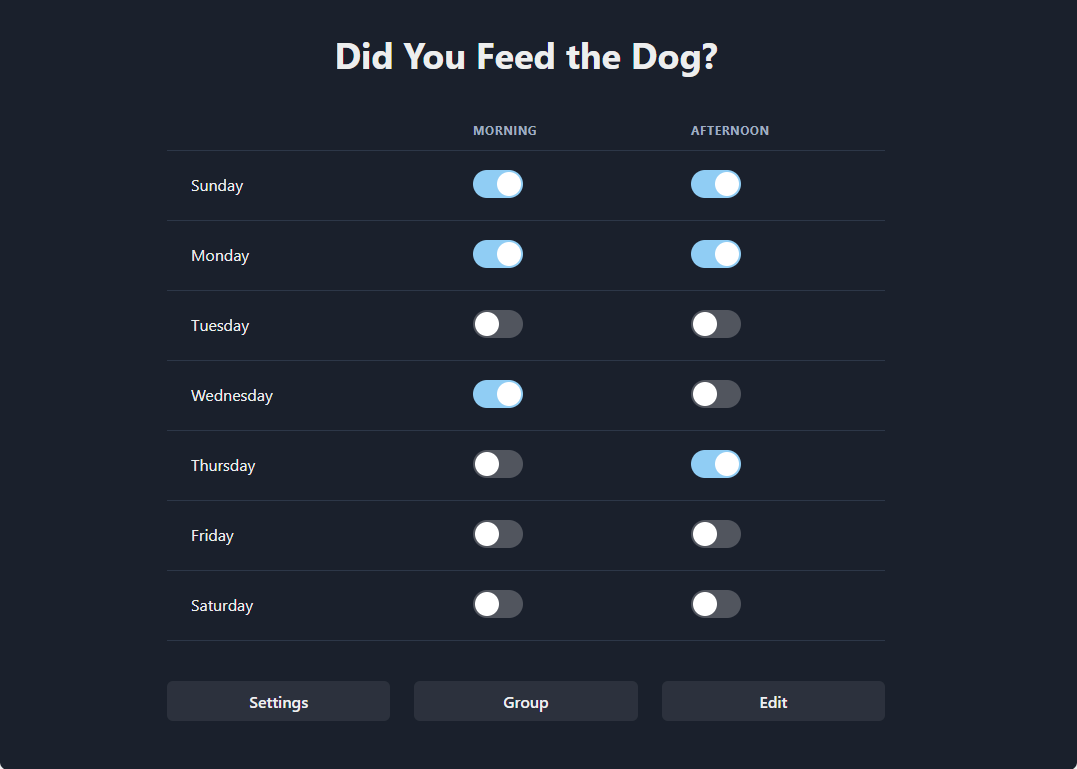 Did You Feed the Dog?
MORNING AFTERNOON
Sunday
Monday
Tuesday
Wednesday
Thursday
Friday
Saturday
Settings Group Edit